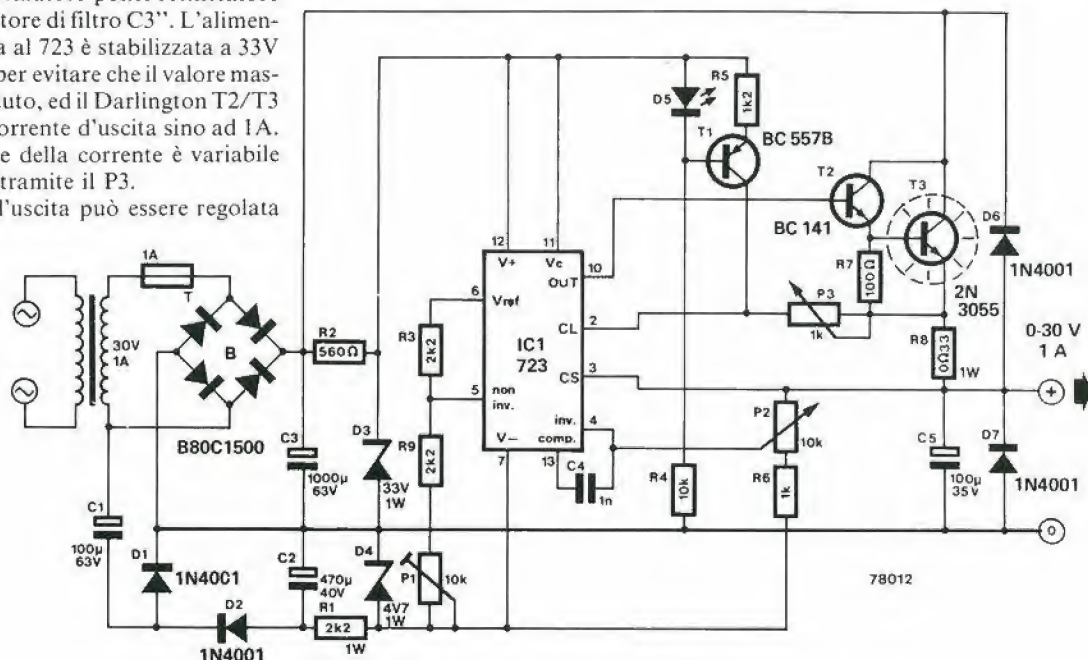 tore di filtro C3". L'alimen-
ta al 723 è stabilizzata a 33V
per evitare che il valore mas-
uto, ed il Darlington T2/T3
orrente d'uscita sino ad 1A.
e della corrente è variabile
tramite il P3.
l'uscita può essere regolata
1A
T
30V
1A
B
B80C1500
R2
560Ω
C3
1000µ
63V
D3
33V
1W
C1
100µ
63V
D1
1N4001
D2
1N4001
C2
470µ
40V
R1
2k2
1W
D4
4V7
1W
P1
10k
R3
2k2
R9
2k2
12
V+
11
Vc
10
OUT
6
Vref
CL
2
IC1
723
CS
3
5
non
inv.
inv.
4
comp.
V−
7
13
C4
1n
D5
R5
1k2
T1
BC 557B
R4
10k
T2
BC 141
T3
2N
3055
R7
100Ω
P3
1k
R8
0Ω33
1W
P2
10k
R6
1k
D6
1N4001
0-30 V
1 A
+
C5
100µ
35V
D7
1N4001
0
78012